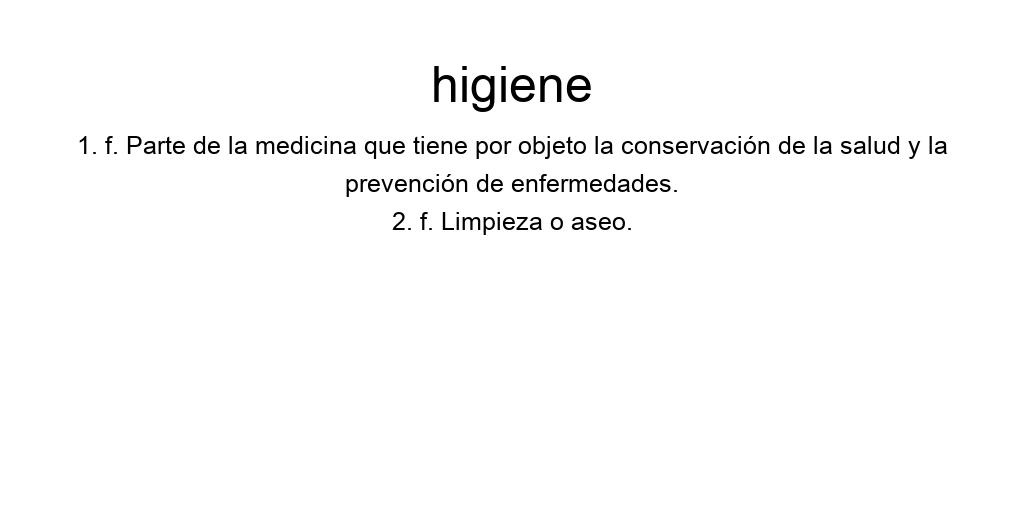 higiene
1. f. Parte de la medicina que tiene por objeto la conservación de la salud y la
prevención de enfermedades.
2. f. Limpieza o aseo.